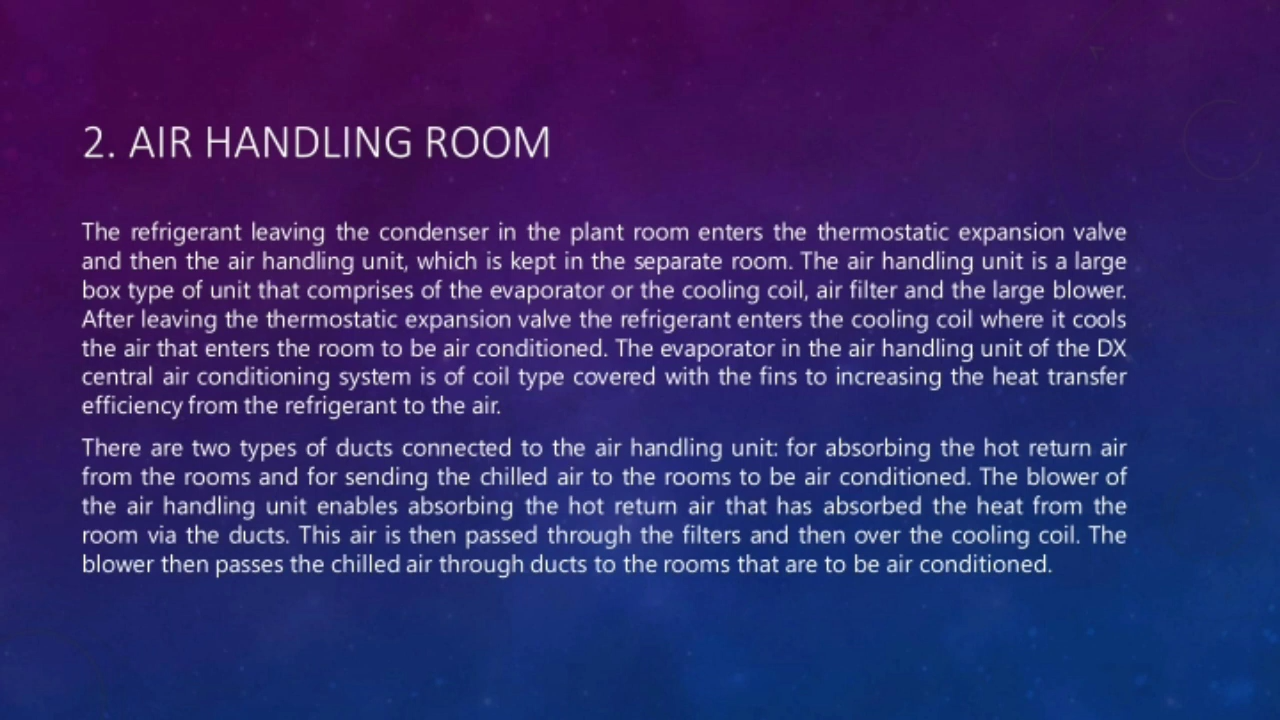 2. AIR HANDLING ROOM
The refrigerant leaving the condenser in the plant room enters the thermostatic expansion valve
and then the air handling unit, which is kept in the separate room. The air handling unit is a large
box type of unit that comprises of the evaporator or the cooling coil, air filter and the large blower.
After leaving the thermostatic expansion valve the refrigerant enters the cooling coil where it cools
the air that enters the room to be air conditioned. The evaporator in the air handling unit of the DX
central air conditioning system is of coil type covered with the fins to increasing the heat transfer
efficiency from the refrigerant to the air.
There are two types of ducts connected to the air handling unit: for absorbing the hot return air
from the rooms and for sending the chilled air to the rooms to be air conditioned. The blower of
the air handling unit enables absorbing the hot return air that has absorbed the heat from the
room via the ducts. This air is then passed through the filters and then over the cooling coil. The
blower then passes the chilled air through ducts to the rooms that are to be air conditioned.